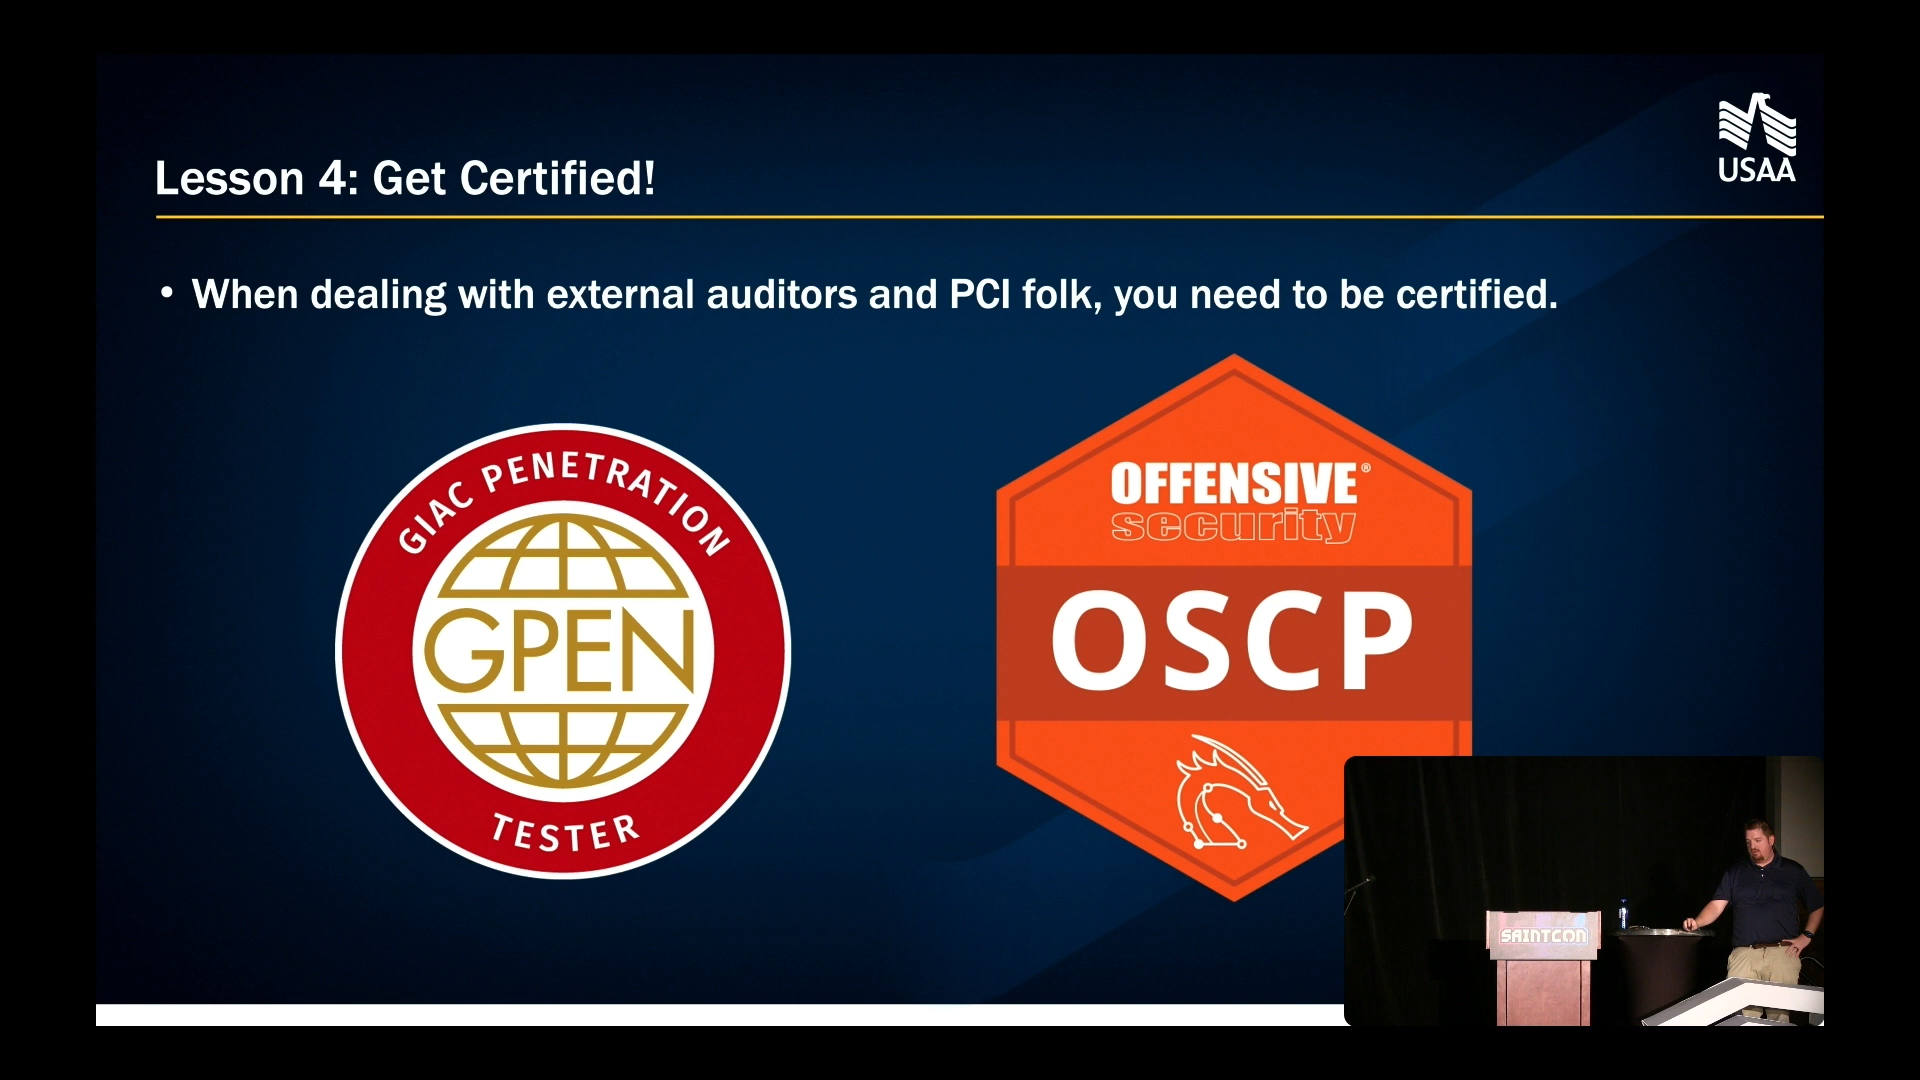 USAA
Lesson 4: Get Certified!
• When dealing with external auditors and PCI folk, you need to be certified.
GIAC PENETRATION
GPEN
TESTER
OFFENSIVE®
security
OSCP
SAINTCON